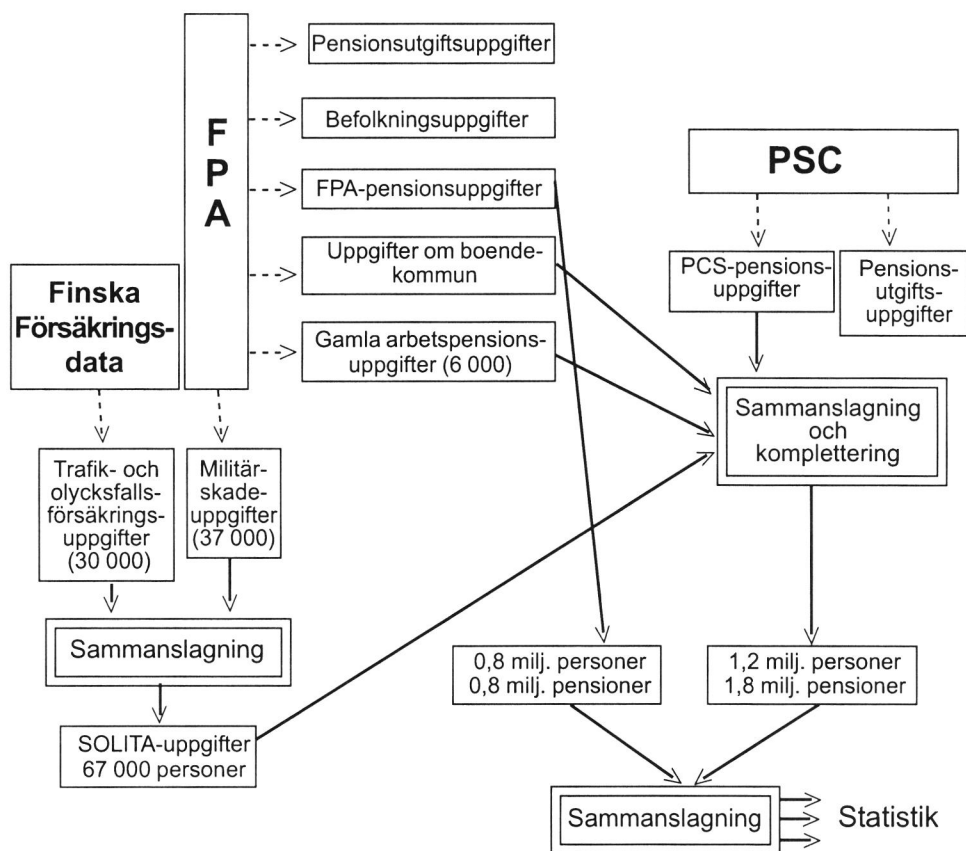 Pensionsutgiftsuppgifter
F
P
A
Befolkningsuppgifter
PSC
FPA-pensionsuppgifter
Uppgifter om boende-
kommun
PCS-pensions-
uppgifter
Pensions-
utgifts-
uppgifter
Finska
Försäkrings-
data
Gamla arbetspensions-
uppgifter (6 000)
Sammanslagning
och
komplettering
Trafik- och
olycksfalls-
försäkrings-
uppgifter
(30 000)
Militär-
skade-
uppgifter
(37 000)
Sammanslagning
0,8 milj. personer
0,8 milj. pensioner
1,2 milj. personer
1,8 milj. pensioner
SOLITA-uppgifter
67 000 personer
Sammanslagning
Statistik